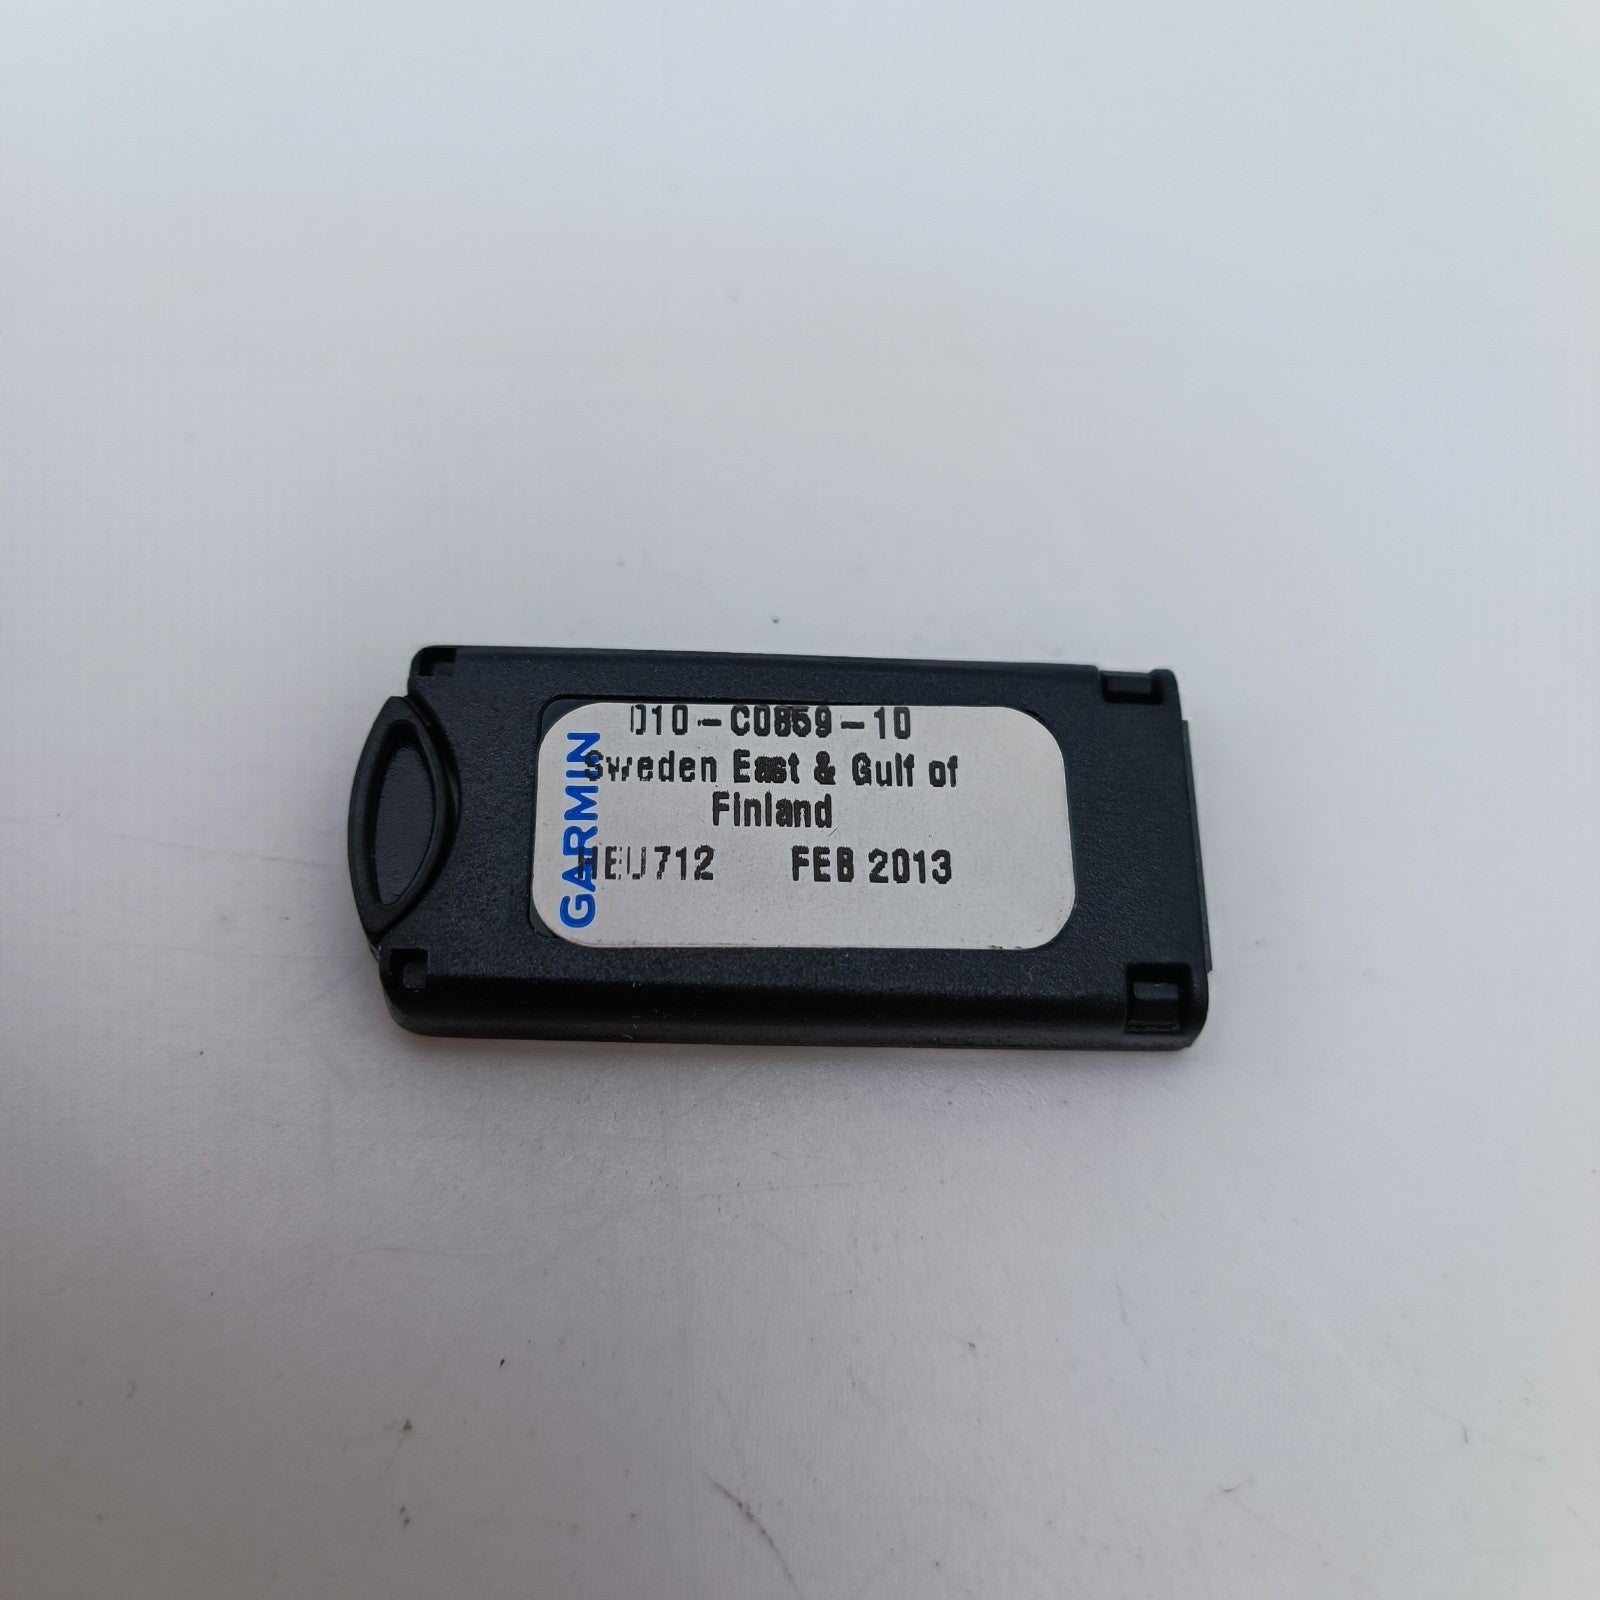 010-C0859-10
Sweden East & Gulf of
Finland
HEU712 FEB 2013
GARMIN